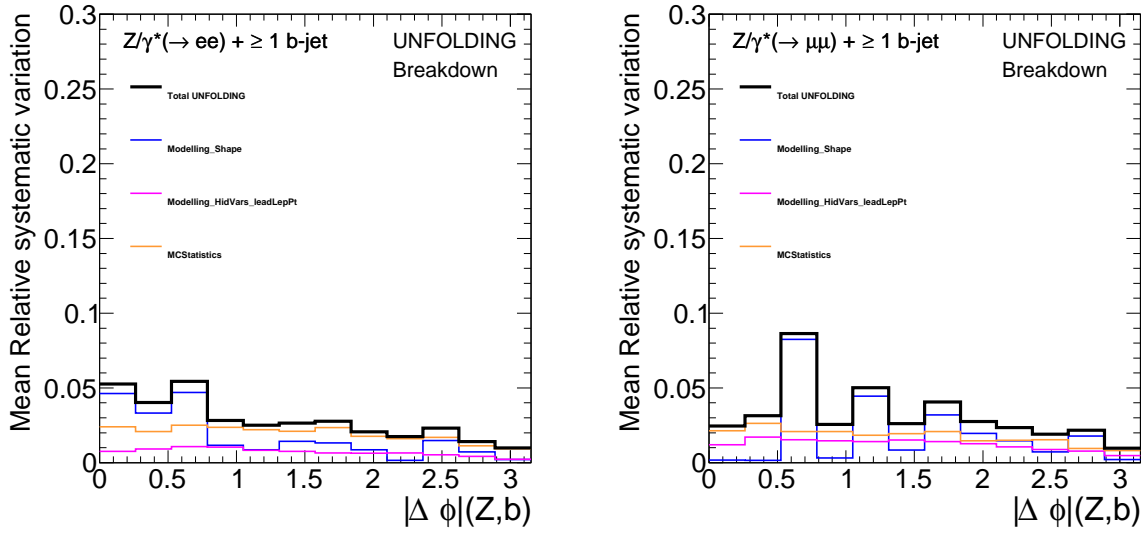 Mean Relative systematic variation
0.3
0.25
0.2
0.15
0.1
0.05
0
Z/γ*(→ ee) + ≥ 1 b-jet
UNFOLDING
Breakdown
Total UNFOLDING
Modelling_Shape
Modelling_HidVars_leadLepPt
MCStatistics
0 0.5 1 1.5 2 2.5 3
|Δ ϕ|(Z,b)
Mean Relative systematic variation
0.3
0.25
0.2
0.15
0.1
0.05
0
Z/γ*(→ μμ) + ≥ 1 b-jet
UNFOLDING
Breakdown
Total UNFOLDING
Modelling_Shape
Modelling_HidVars_leadLepPt
MCStatistics
0 0.5 1 1.5 2 2.5 3
|Δ ϕ|(Z,b)